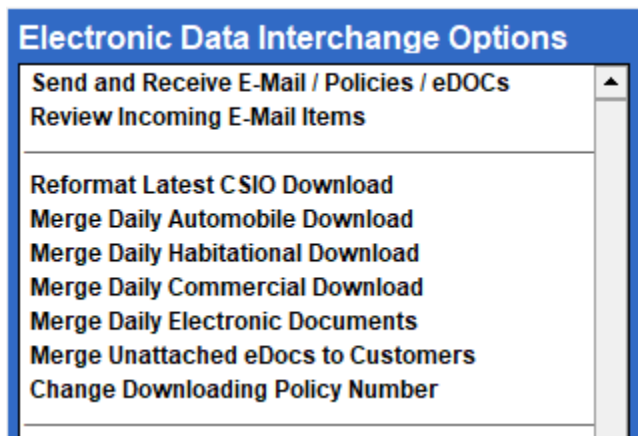 Electronic Data Interchange Options
Send and Receive E-Mail / Policies / eDOCs
Review Incoming E-Mail Items
Reformat Latest CSIO Download
Merge Daily Automobile Download
Merge Daily Habitational Download
Merge Daily Commercial Download
Merge Daily Electronic Documents
Merge Unattached eDocs to Customers
Change Downloading Policy Number